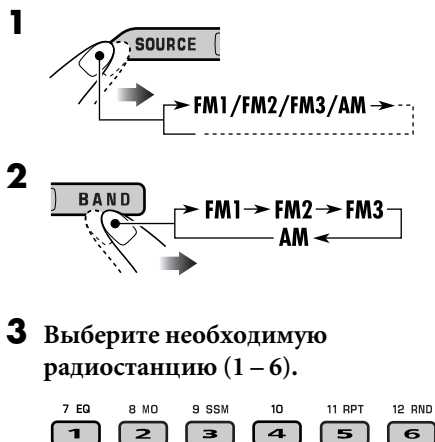 1
SOURCE
FM1/FM2/FM3/AM
2
BAND
FM1 FM2 FM3
AM
3 Выберите необходимую
радиостанцию (1 – 6).
7 EQ 8 MO 9 SSM 10 11 RPT 12 RND
1 2 3 4 5 6